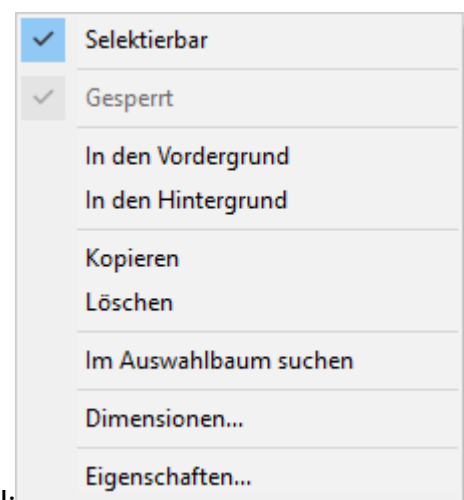 Selektierbar
Gesperrt
In den Vordergrund
In den Hintergrund
Kopieren
Löschen
Im Auswahlbaum suchen
Dimensionen...
Eigenschaften...